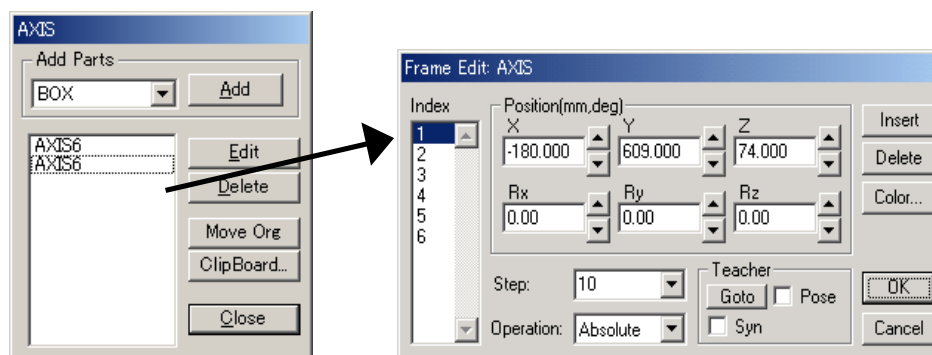 AXIS
Add Parts
BOX
Add
AXIS6
AXIS6
Edit
Delete
Move Org
ClipBoard...
Close
Frame Edit: AXIS
Index
1
2
3
4
5
6
Position(mm,deg)
X Y Z
-180.000 609.000 74.000
Rx Ry Rz
0.00 0.00 0.00
Step: 10
Operation: Absolute
Teacher
Goto Pose
Syn
Insert
Delete
Color...
OK
Cancel